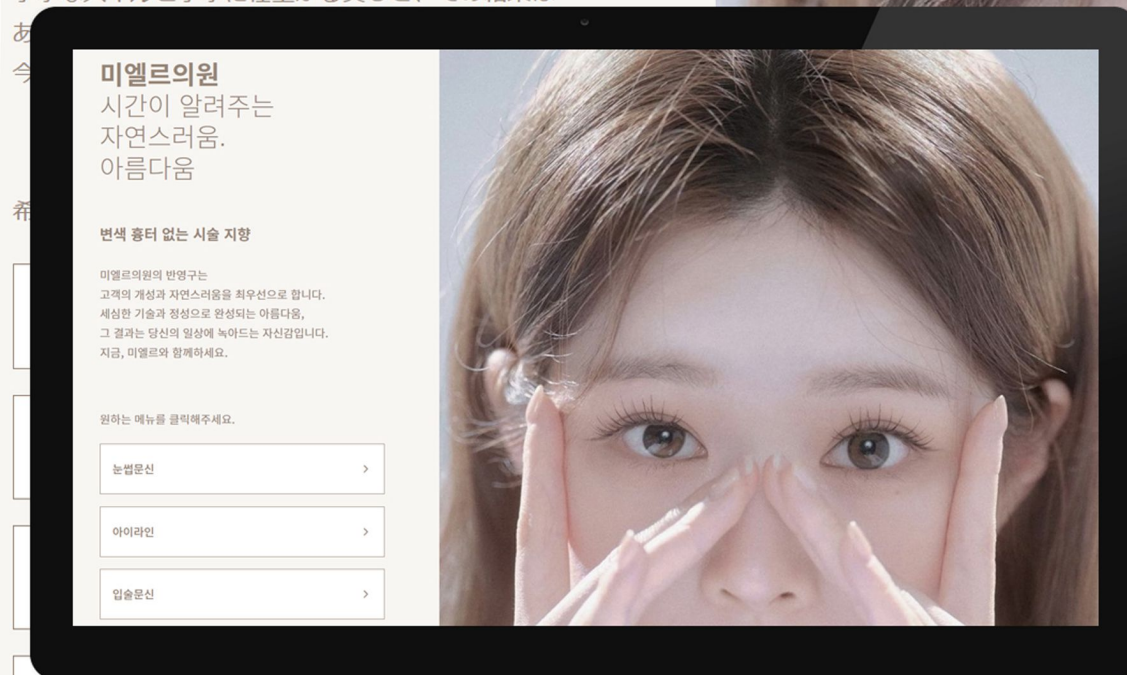 미엘르의원
시간이 알려주는
자연스러움.
아름다움
변색 흉터 없는 시술 지향
미엘르의원의 반영구는
고객의 개성과 자연스러움을 최우선으로 합니다.
세심한 기술과 정성으로 완성되는 아름다움,
그 결과는 당신의 일상에 녹아드는 자신감입니다.
지금, 미엘르와 함께하세요.
원하는 메뉴를 클릭해주세요.
눈썹문신
아이라인
입술문신
あ
今
希